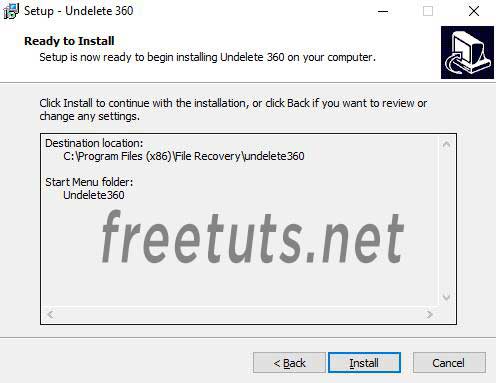 Setup - Undelete 360
Ready to Install
Setup is now ready to begin installing Undelete 360 on your computer.
Click Install to continue with the installation, or click Back if you want to review or
change any settings.
Destination location:
C:\Program Files (x86)\File Recovery\undelete360
Start Menu folder:
Undelete360
freetuts.net
< Back
Install
Cancel